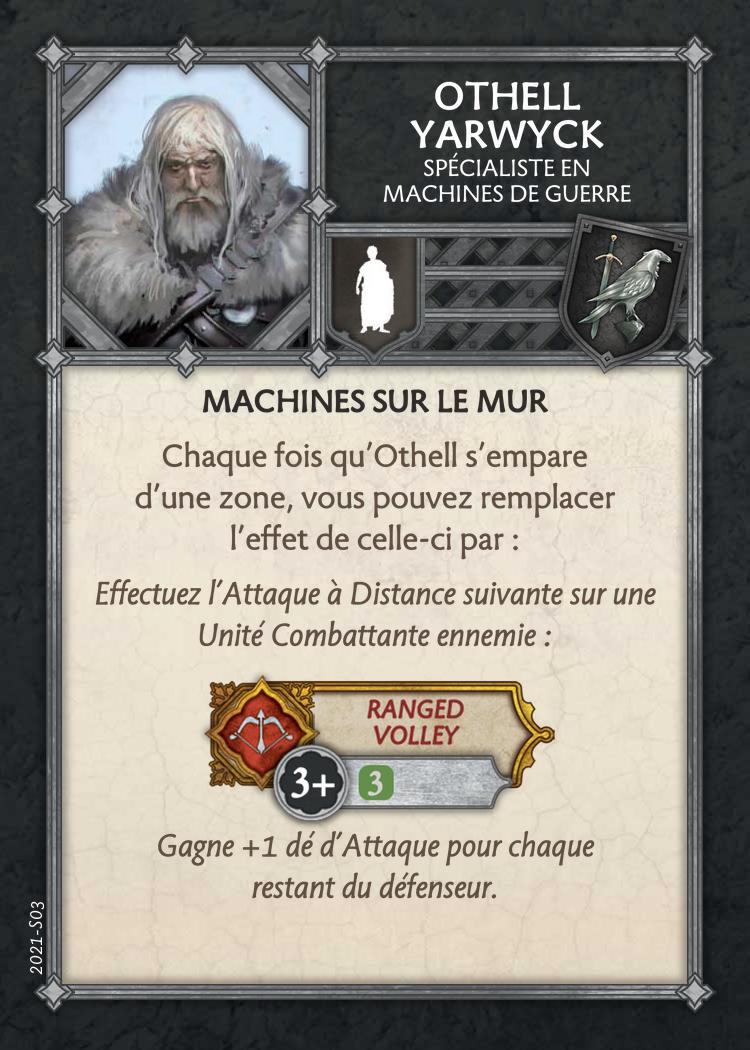 OTHELL
YARWYCK
SPÉCIALISTE EN
MACHINES DE GUERRE
MACHINES SUR LE MUR
Chaque fois qu'Othell s'empare
d'une zone, vous pouvez remplacer
l'effet de celle-ci par :
Effectuez l'Attaque à Distance suivante sur une
Unité Combattante ennemie :
RANGED
VOLLEY
3+ 3
Gagne +1 dé d'Attaque pour chaque
restant du défenseur.
2021-S03